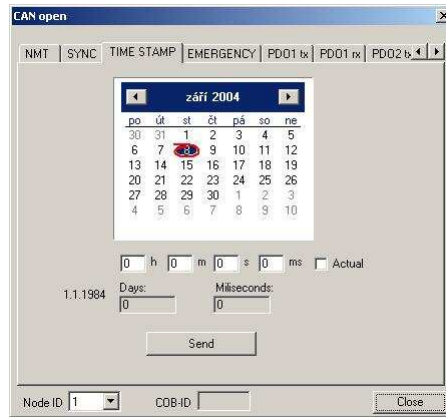 CAN open
NMT SYNC TIME STAMP EMERGENCY PDO1 tx PDO1 rx PDO2 tx
září 2004
po út st čt pá so ne
30 31 1 2 3 4 5
6 7 8 9 10 11 12
13 14 15 16 17 18 19
20 21 22 23 24 25 26
27 28 29 30 1 2 3
4 5 6 7 8 9 10
0 h 0 m 0 s 0 ms Actual
Days: Miliseconds:
1.1.1984 0 0
Send
Node ID 1 COB-ID Close